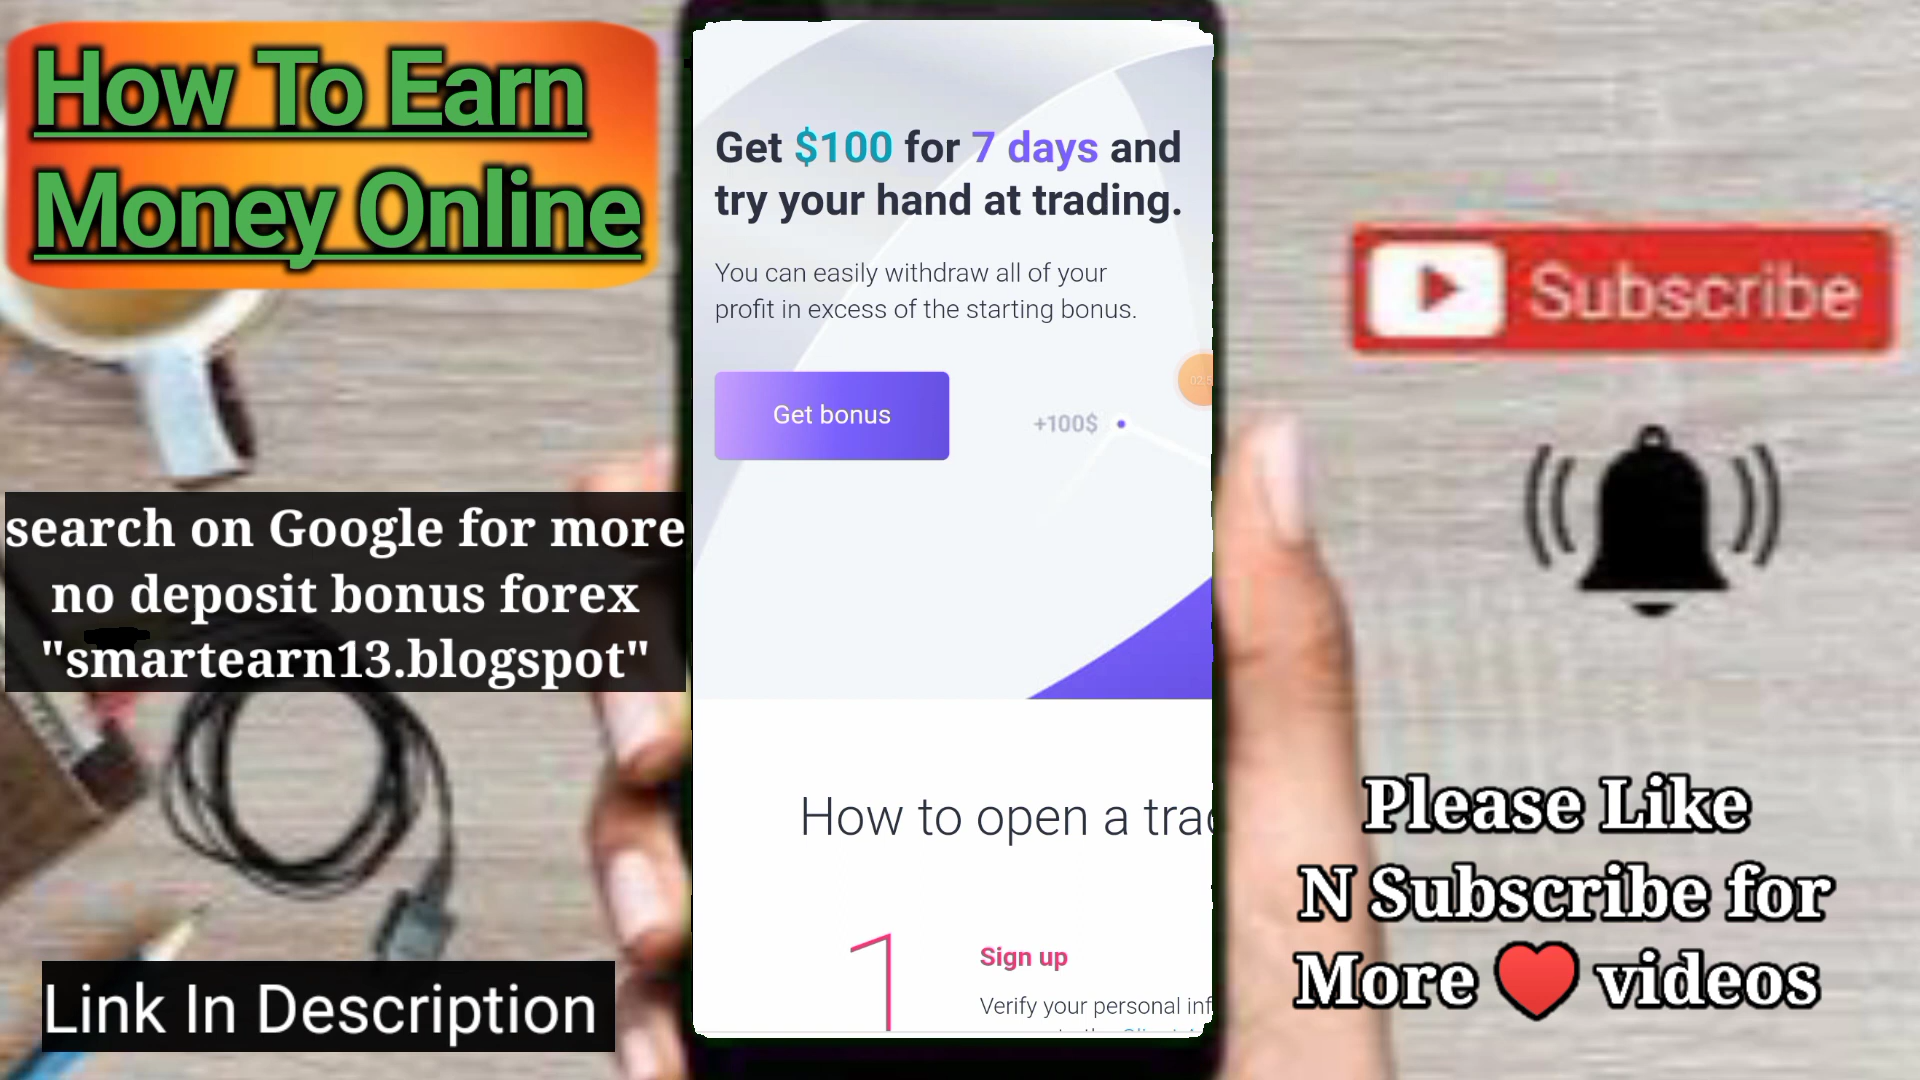 How To Earn
Money Online
search on Google for more
no deposit bonus forex
"smartearn13.blogspot"
Link In Description
Get $100 for 7 days and
try your hand at trading.
You can easily withdraw all of your
profit in excess of the starting bonus.
Get bonus
+100$
How to open a
1
Sign up
Verify your personal
Subscribe
Please Like
N Subscribe for
More ❤ videos